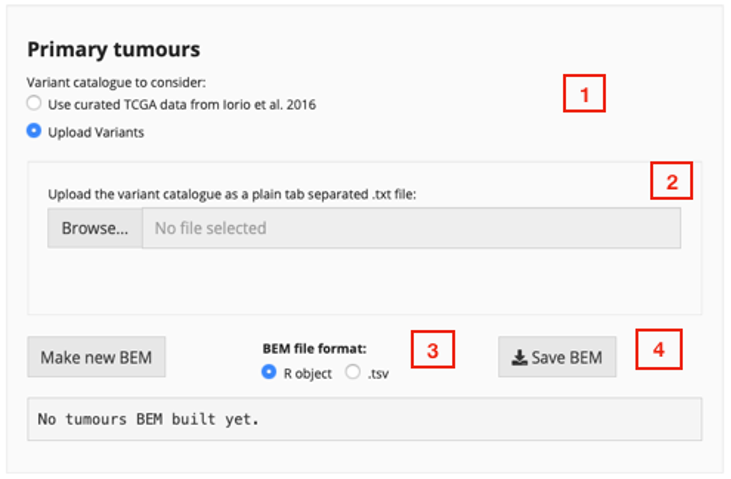 Primary tumours
Variant catalogue to consider:
1
Use curated TCGA data from Iorio et al. 2016
Upload Variants
2
Upload the variant catalogue as a plain tab separated .txt file:
Browse... No file selected
Make new BEM
BEM file format:
R object .tsv
3
Save BEM
4
No tumours BEM built yet.